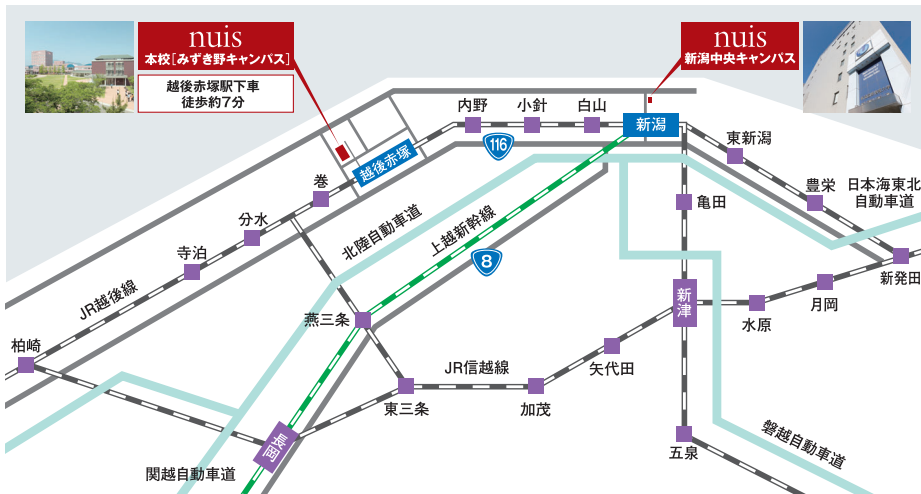 nuis
本校[みずき野キャンパス]
越後赤塚駅下車
徒歩約7分
nuis
新潟中央キャンパス
内野
小針
白山
新潟
116
越後赤塚
東新潟
巻
豊栄
日本海東北
自動車道
亀田
分水
北陸自動車道
上越新幹線
寺泊
8
新発田
JR越後線
月岡
新津
水原
燕三条
柏崎
JR信越線
矢代田
東三条
加茂
長岡
五泉
磐越自動車道
関越自動車道